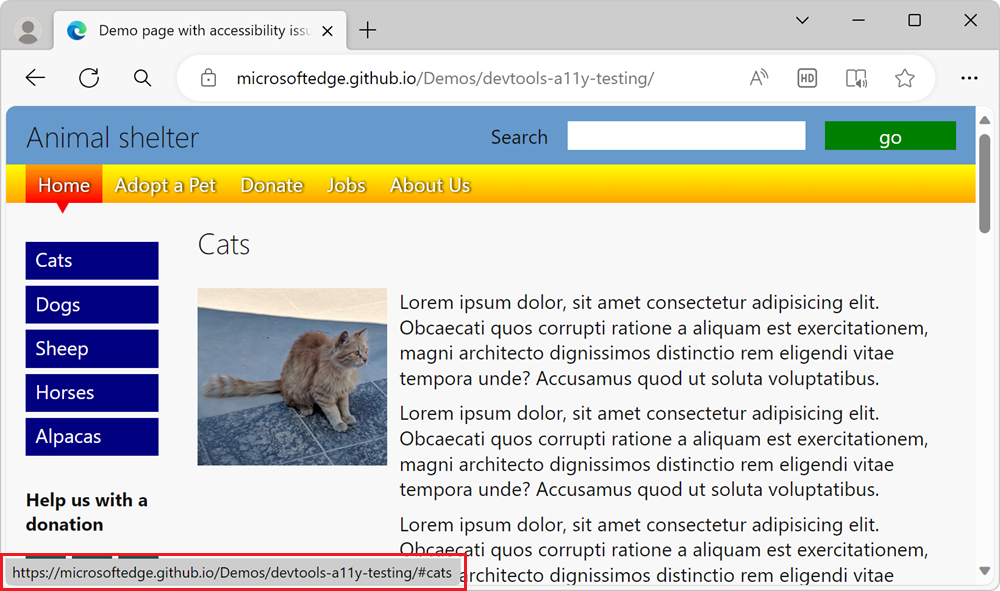 Demo page with accessibility issu
microsoftedge.github.io/Demos/devtools-a11y-testing/
HD
Animal shelter
Search
go
Home
Adopt a Pet
Donate
Jobs
About Us
Cats
Dogs
Sheep
Horses
Alpacas
Help us with a
donation
Cats
Lorem ipsum dolor, sit amet consectetur adipisicing elit.
Obcaecati quos corrupti ratione a aliquam est exercitationem,
magni architecto dignissimos distinctio rem eligendi vitae
tempora unde? Accusamus quod ut soluta voluptatibus.
Lorem ipsum dolor, sit amet consectetur adipisicing elit.
Obcaecati quos corrupti ratione a aliquam est exercitationem,
magni architecto dignissimos distinctio rem eligendi vitae
tempora unde? Accusamus quod ut soluta voluptatibus.
Lorem ipsum dolor, sit amet consectetur adipisicing elit.
Obcaecati quos corrupti ratione a aliquam est exercitationem,
rchitecto dignissimos distinctio rem eligendi vitae
https://microsoftedge.github.io/Demos/devtools-a11y-testing/#cats